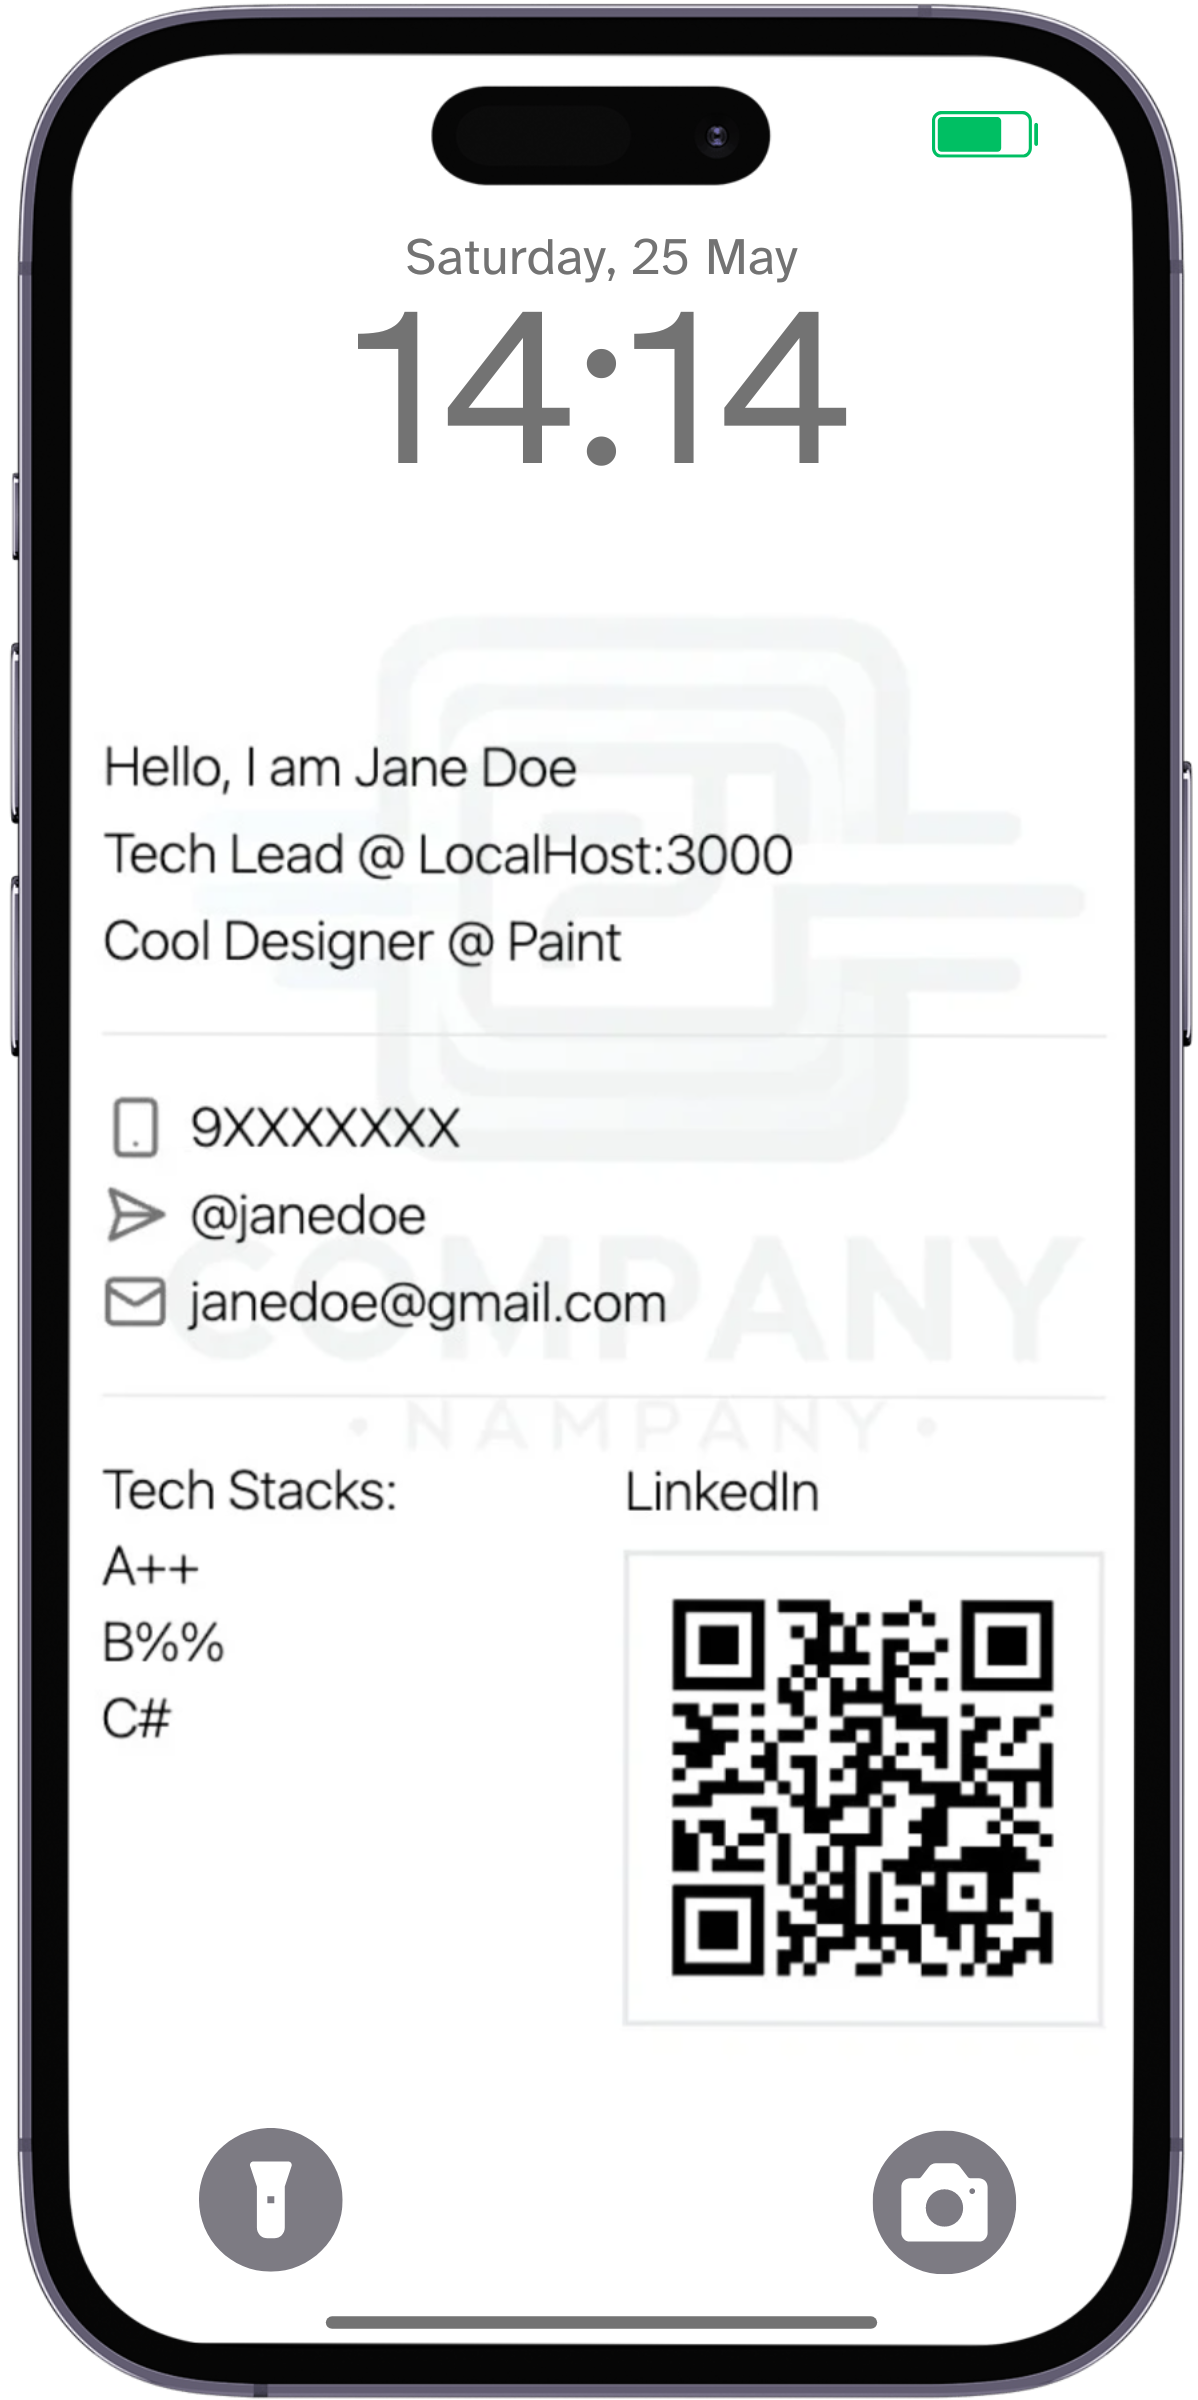 Saturday, 25 May
14:14
Hello, I am Jane Doe
Tech Lead @ LocalHost:3000
Cool Designer @ Paint
9XXXXXXX
@janedoe
janedoe@gmail.com
COMPANY
• NAMPANY •
Tech Stacks:
LinkedIn
A++
B%%
C#